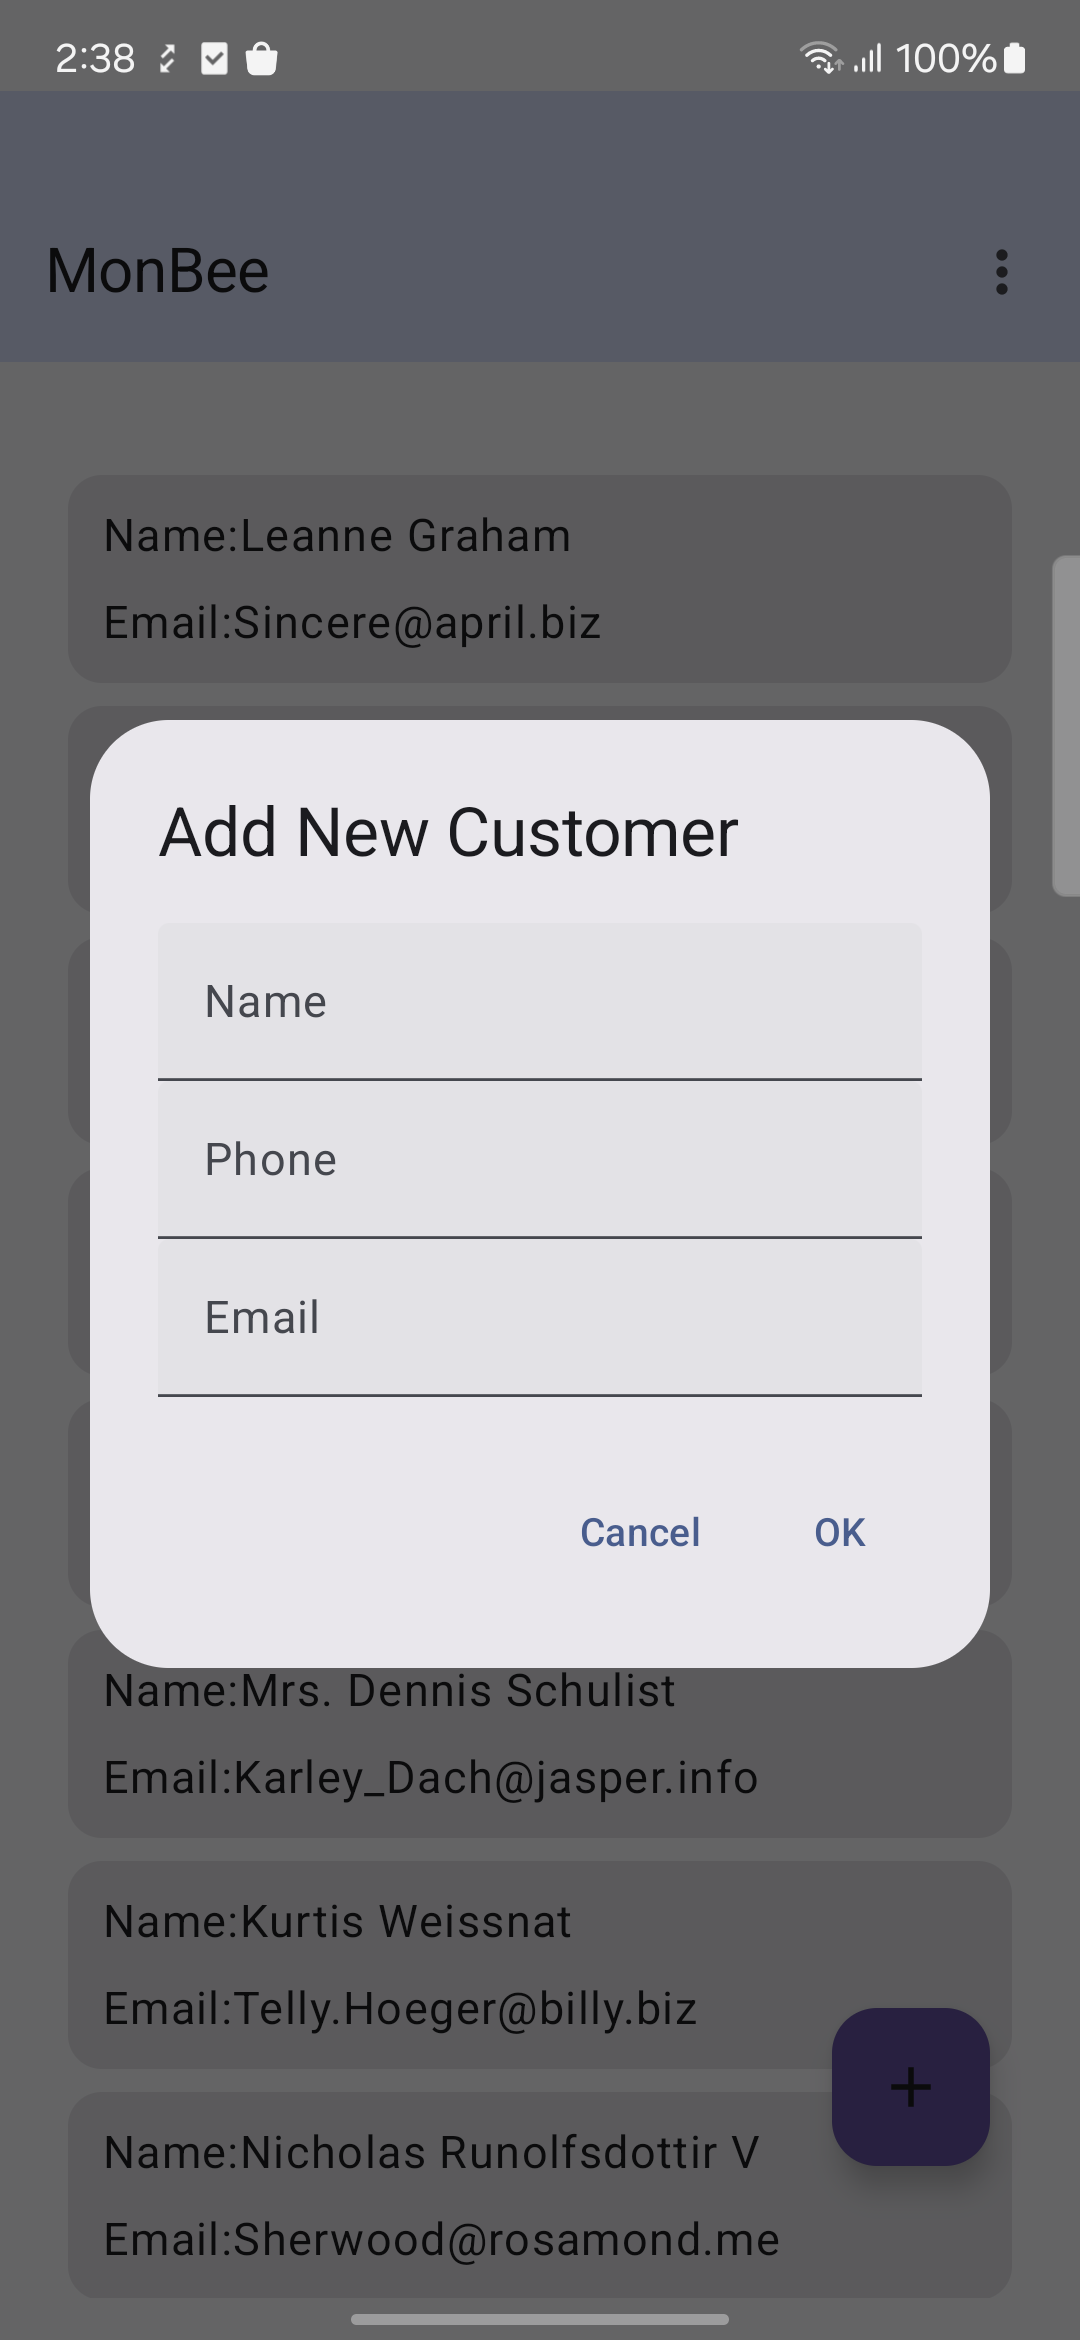 2:38
100%
MonBee
Name:Leanne Graham
Email:Sincere@april.biz
Add New Customer
Name
Phone
Email
Cancel
OK
Name:Mrs. Dennis Schulist
Email:Karley_Dach@jasper.info
Name:Kurtis Weissnat
Email:Telly.Hoeger@billy.biz
Name:Nicholas Runolfsdottir V
Email:Sherwood@rosamond.me